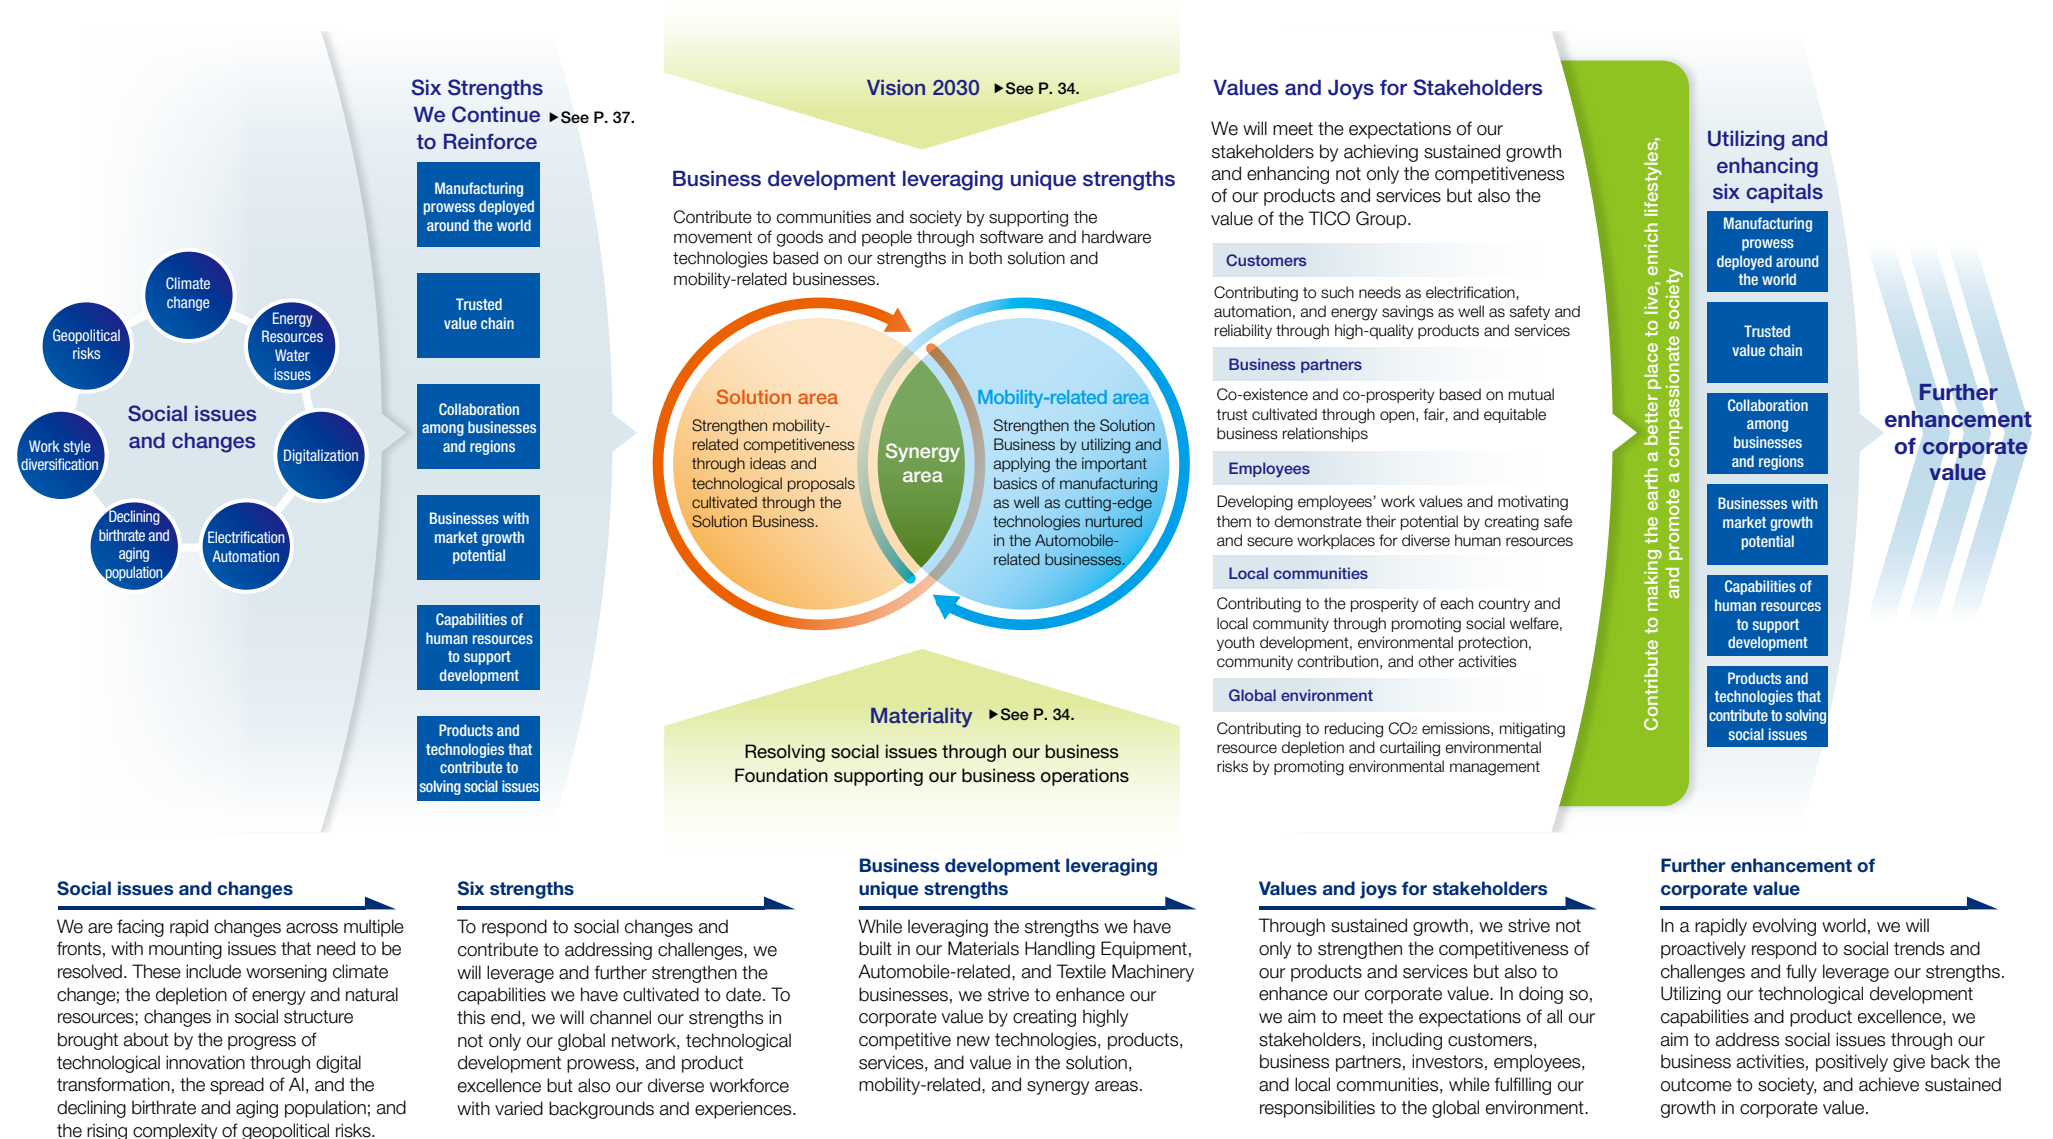 Social issues
and changes
Climate
change
Energy
Resources
Water
issues
Digitalization
Electrification
Automation
Declining
birthrate and
aging
population
Work style
diversification
Geopolitical
risks
Six Strengths
We Continue
to Reinforce
▶See P. 37.
Manufacturing
prowess deployed
around the world
Trusted
value chain
Collaboration
among businesses
and regions
Businesses with
market growth
potential
Capabilities of
human resources
to support
development
Products and
technologies that
contribute to
solving social issues
Vision 2030 ▶See P. 34.
Business development leveraging unique strengths
Contribute to communities and society by supporting the
movement of goods and people through software and hardware
technologies based on our strengths in both solution and
mobility-related businesses.
Solution area
Strengthen mobility-
related competitiveness
through ideas and
technological proposals
cultivated through the
Solution Business.
Synergy
area
Mobility-related area
Strengthen the Solution
Business by utilizing and
applying the important
basics of manufacturing
as well as cutting-edge
technologies nurtured
in the Automobile-
related businesses.
Materiality ▶See P. 34.
Resolving social issues through our business
Foundation supporting our business operations
Values and Joys for Stakeholders
We will meet the expectations of our
stakeholders by achieving sustained growth
and enhancing not only the competitiveness
of our products and services but also the
value of the TICO Group.
Customers
Contributing to such needs as electrification,
automation, and energy savings as well as safety and
reliability through high-quality products and services
Business partners
Co-existence and co-prosperity based on mutual
trust cultivated through open, fair, and equitable
business relationships
Employees
Developing employees’ work values and motivating
them to demonstrate their potential by creating safe
and secure workplaces for diverse human resources
Local communities
Contributing to the prosperity of each country and
local community through promoting social welfare,
youth development, environmental protection,
community contribution, and other activities
Global environment
Contributing to reducing CO2 emissions, mitigating
resource depletion and curtailing environmental
risks by promoting environmental management
Contribute to making the earth a better place to live, enrich lifestyles,
and promote a compassionate society
Utilizing and
enhancing
six capitals
Manufacturing
prowess
deployed around
the world
Trusted
value chain
Collaboration
among
businesses
and regions
Businesses with
market growth
potential
Capabilities of
human resources
to support
development
Products and
technologies that
contribute to solving
social issues
Further
enhancement
of corporate
value
Social issues and changes
We are facing rapid changes across multiple
fronts, with mounting issues that need to be
resolved. These include worsening climate
change; the depletion of energy and natural
resources; changes in social structure
brought about by the progress of
technological innovation through digital
transformation, the spread of AI, and the
declining birthrate and aging population; and
the rising complexity of geopolitical risks.
Six strengths
To respond to social changes and
contribute to addressing challenges, we
will leverage and further strengthen the
capabilities we have cultivated to date. To
this end, we will channel our strengths in
not only our global network, technological
development prowess, and product
excellence but also our diverse workforce
with varied backgrounds and experiences.
Business development leveraging
unique strengths
While leveraging the strengths we have
built in our Materials Handling Equipment,
Automobile-related, and Textile Machinery
businesses, we strive to enhance our
corporate value by creating highly
competitive new technologies, products,
services, and value in the solution,
mobility-related, and synergy areas.
Values and joys for stakeholders
Through sustained growth, we strive not
only to strengthen the competitiveness of
our products and services but also to
enhance our corporate value. In doing so,
we aim to meet the expectations of all our
stakeholders, including customers,
business partners, investors, employees,
and local communities, while fulfilling our
responsibilities to the global environment.
Further enhancement of
corporate value
In a rapidly evolving world, we will
proactively respond to social trends and
challenges and fully leverage our strengths.
Utilizing our technological development
capabilities and product excellence, we
aim to address social issues through our
business activities, positively give back the
outcome to society, and achieve sustained
growth in corporate value.